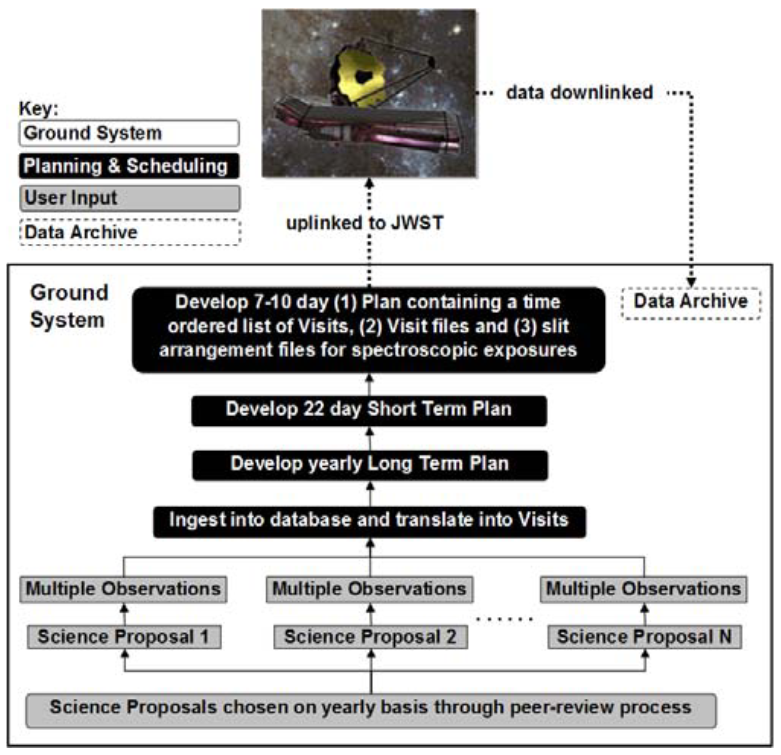 data downlinked
Key:
Ground System
Planning & Scheduling
User Input
Data Archive
uplinked to JWST
Ground
System
Develop 7-10 day (1) Plan containing a time
ordered list of Visits, (2) Visit files and (3) slit
arrangement files for spectroscopic exposures
Data Archive
Develop 22 day Short Term Plan
Develop yearly Long Term Plan
Ingest into database and translate into Visits
Multiple Observations
Multiple Observations
Multiple Observations
Science Proposal 1
Science Proposal 2
......
Science Proposal N
Science Proposals chosen on yearly basis through peer-review process